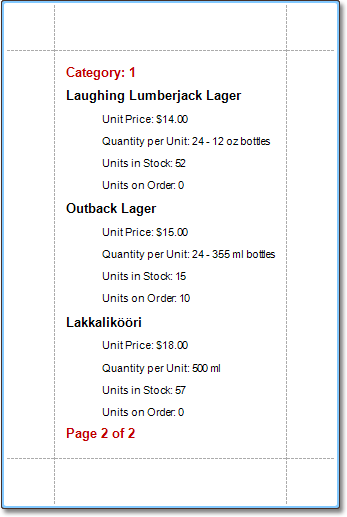 Category: 1
Laughing Lumberjack Lager
Unit Price: $14.00
Quantity per Unit: 24 - 12 oz bottles
Units in Stock: 52
Units on Order: 0
Outback Lager
Unit Price: $15.00
Quantity per Unit: 24 - 355 ml bottles
Units in Stock: 15
Units on Order: 10
Lakkalikööri
Unit Price: $18.00
Quantity per Unit: 500 ml
Units in Stock: 57
Units on Order: 0
Page 2 of 2